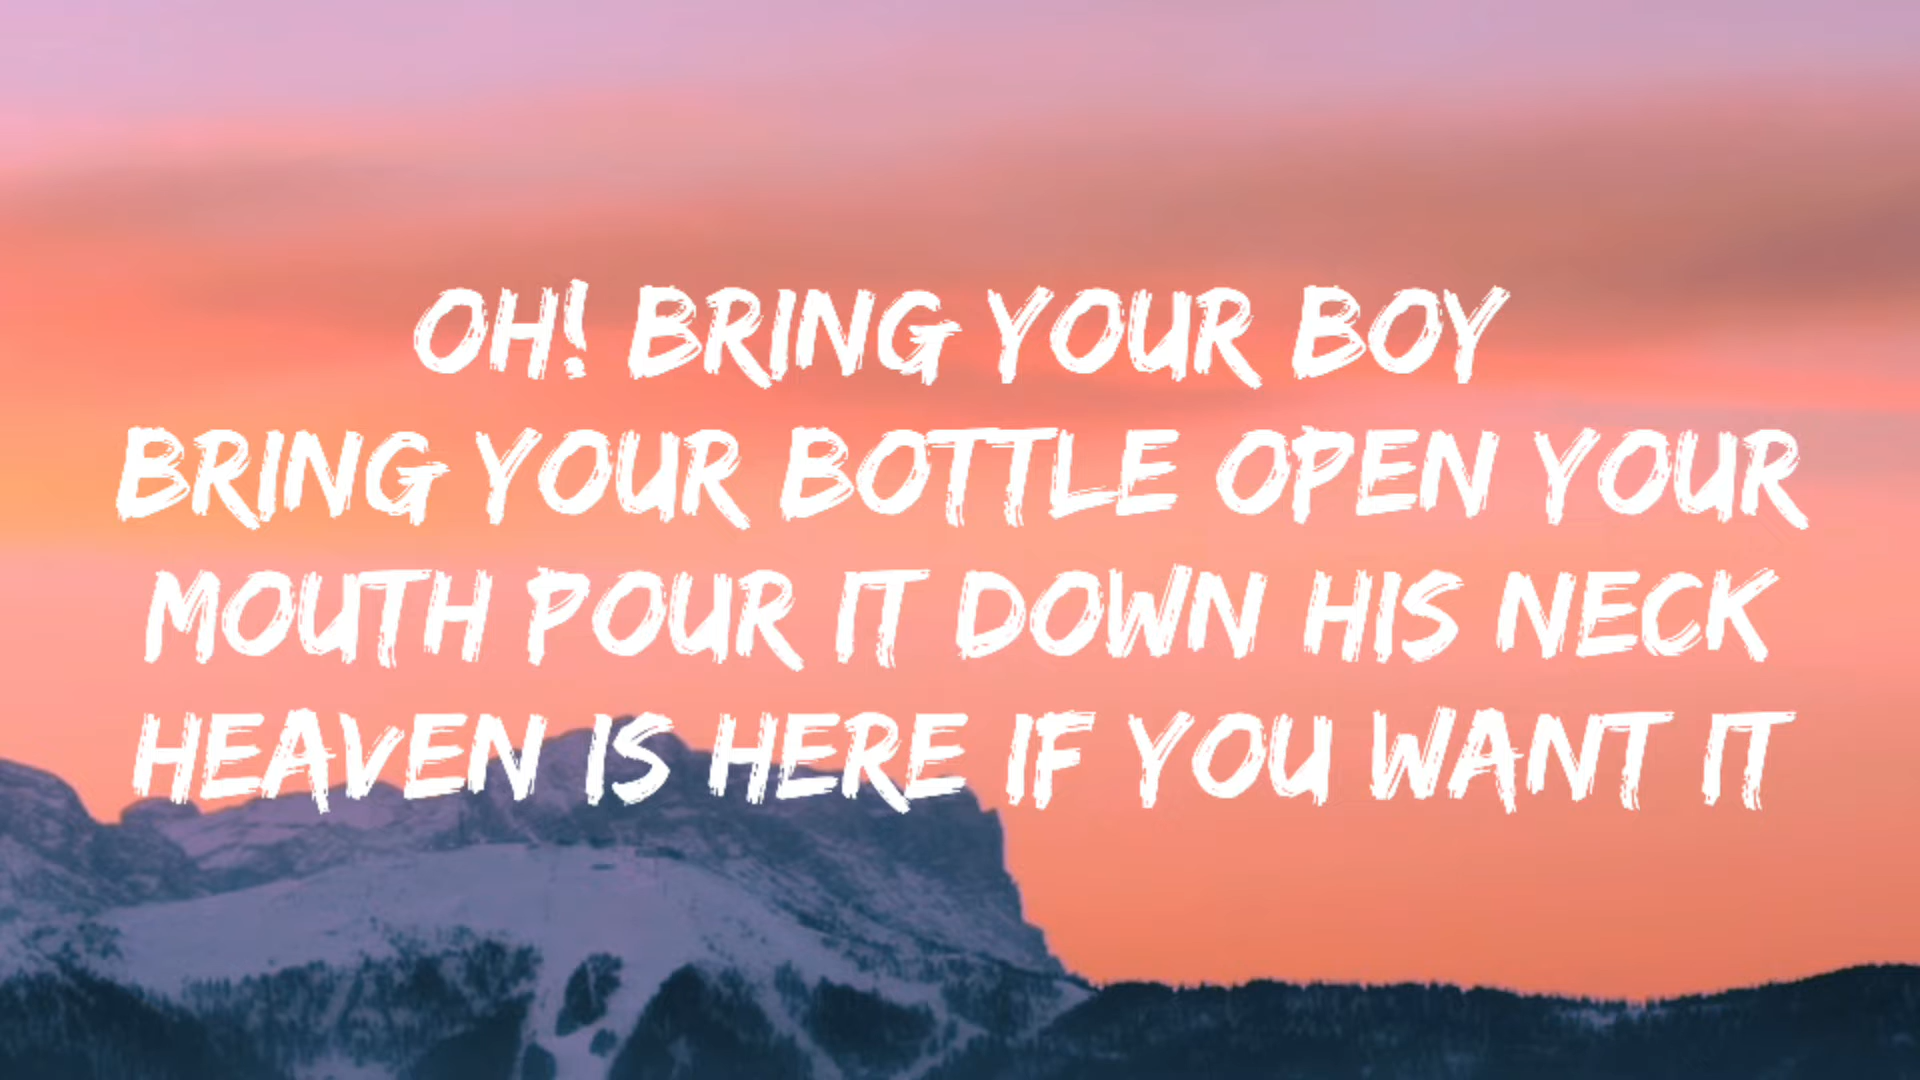 OH! BRING YOUR BOY
BRING YOUR BOTTLE OPEN YOUR
MOUTH POUR IT DOWN HIS NECK
HEAVEN IS HERE IF YOU WANT IT